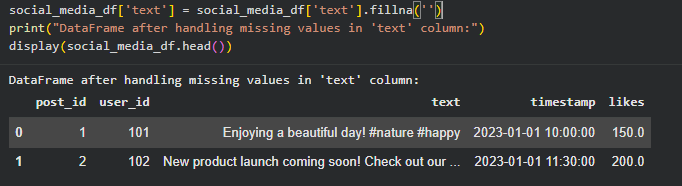 social_media_df['text'] = social_media_df['text'].fillna('')
print("DataFrame after handling missing values in 'text' column:")
display(social_media_df.head())
DataFrame after handling missing values in 'text' column:
post_id user_id text timestamp likes
0 1 101 Enjoying a beautiful day! #nature #happy 2023-01-01 10:00:00 150.0
1 2 102 New product launch coming soon! Check out our ... 2023-01-01 11:30:00 200.0